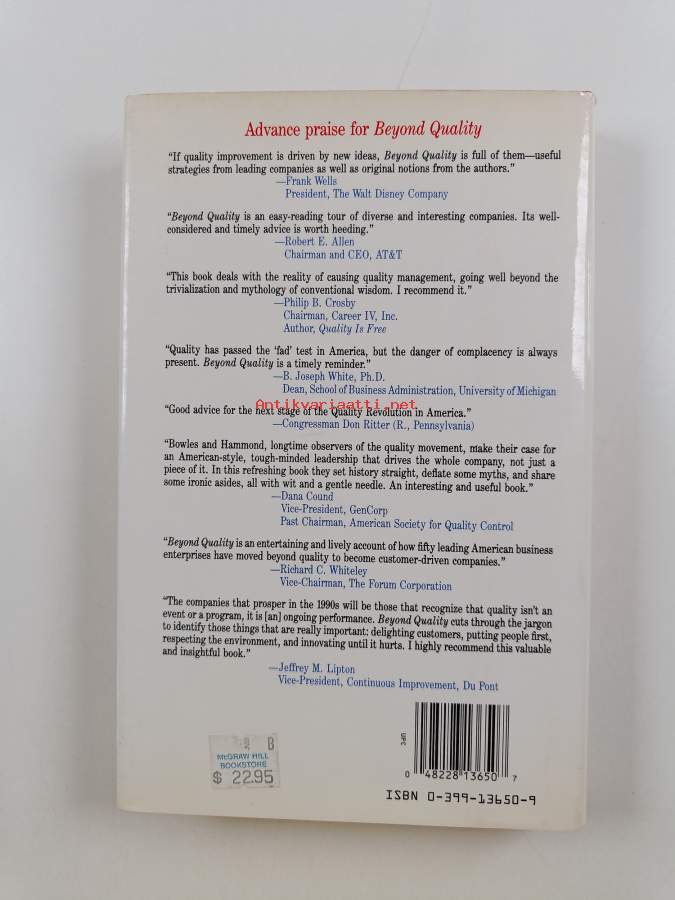 Advance praise for Beyond Quality
“If quality improvement is driven by new ideas, Beyond Quality is full of them—useful
strategies from leading companies as well as original notions from the authors.”
—Frank Wells
President, The Walt Disney Company
“Beyond Quality is an easy-reading tour of diverse and interesting companies. Its well-
considered and timely advice is worth heeding.”
—Robert E. Allen
Chairman and CEO, AT&T
“This book deals with the reality of causing quality management, going well beyond the
trivialization and mythology of conventional wisdom. I recommend it.”
—Philip B. Crosby
Chairman, Career IV, Inc.
Author, Quality Is Free
“Quality has passed the ‘fad’ test in America, but the danger of complacency is always
present. Beyond Quality is a timely reminder.”
—B. Joseph White, Ph.D.
Dean, School of Business Administration, University of Michigan
Antikvariaatti.net
“Good advice for the next stage of the Quality Revolution in America.”
—Congressman Don Ritter (R., Pennsylvania)
“Bowles and Hammond, longtime observers of the quality movement, make their case for
an American-style, tough-minded leadership that drives the whole company, not just a
piece of it. In this refreshing book they set history straight, deflate some myths, and share
some ironic asides, all with wit and a gentle needle. An interesting and useful book.”
—Dana Cound
Vice-President, GenCorp
Past Chairman, American Society for Quality Control
“Beyond Quality is an entertaining and lively account of how fifty leading American business
enterprises have moved beyond quality to become customer-driven companies.”
—Richard C. Whiteley
Vice-Chairman, The Forum Corporation
“The companies that prosper in the 1990s will be those that recognize that quality isn’t an
event or a program, it is [an] ongoing performance. Beyond Quality cuts through the jargon
to identify those things that are really important: delighting customers, putting people first,
respecting the environment, and innovating until it hurts. I highly recommend this valuable
and insightful book.”
—Jeffrey M. Lipton
Vice-President, Continuous Improvement, Du Pont
UPC
0 48228 13650 7
ISBN 0-399-13650-9
B
McGRAW HILL
BOOKSTORE
$ 22.95